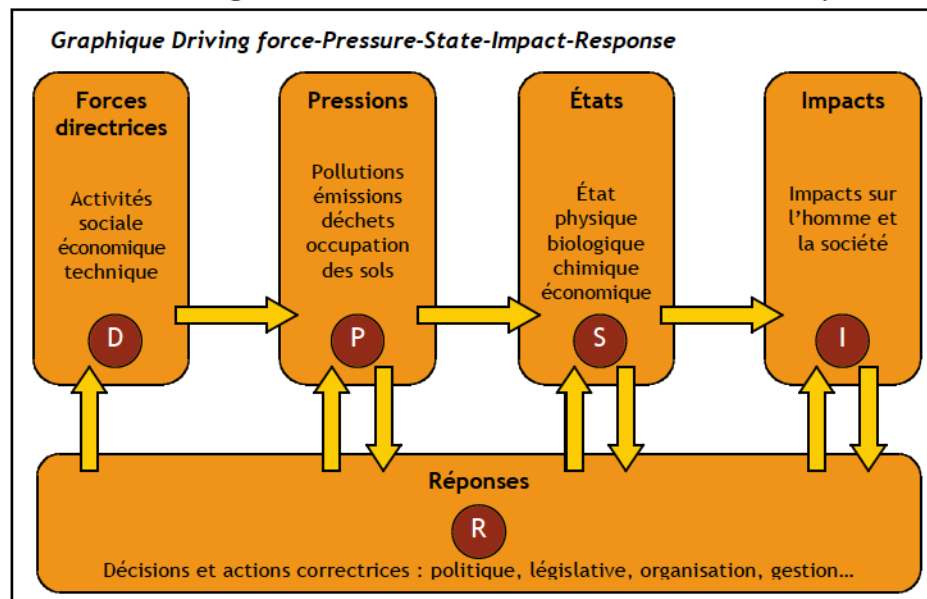 Graphique Driving force-Pressure-State-Impact-Response
Forces
directrices
Activités
sociale
économique
technique
D
Pressions
Pollutions
émissions
déchets
occupation
des sols
P
États
État
physique
biologique
chimique
économique
S
Impacts
Impacts sur
l'homme et
la société
I
Réponses
R
Décisions et actions correctrices : politique, législative, organisation, gestion…